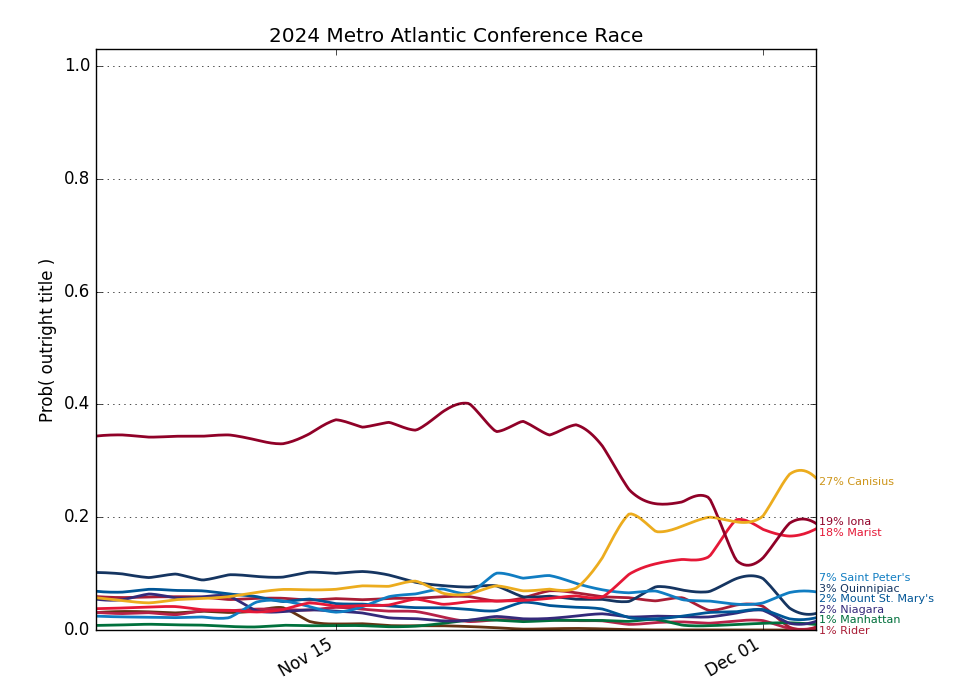 2024 Metro Atlantic Conference Race
Prob( outright title )
1.0
0.8
0.6
0.4
0.2
0.0
Nov 15
Dec 01
27% Canisius
19% Iona
18% Marist
7% Saint Peter's
3% Quinnipiac
2% Mount St. Mary's
2% Niagara
1% Manhattan
1% Rider